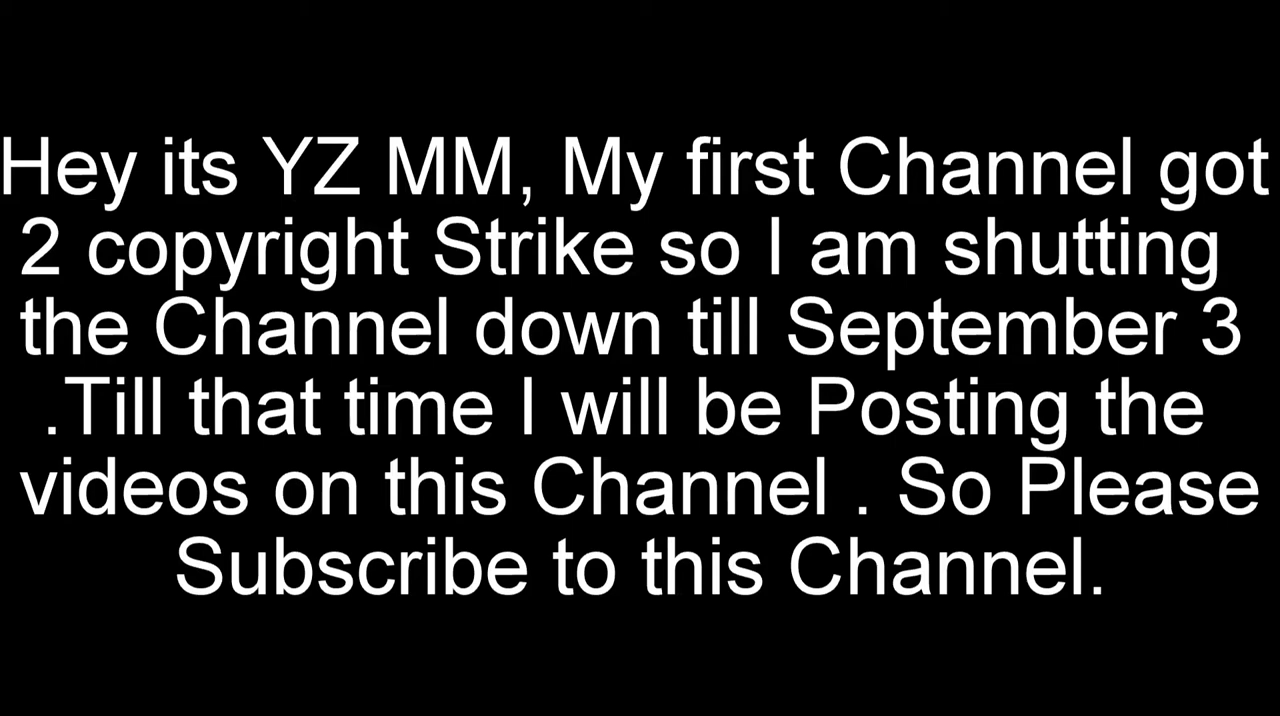 Hey its YZ MM, My first Channel got
2 copyright Strike so I am shutting
the Channel down till September 3
.Till that time I will be Posting the
videos on this Channel . So Please
Subscribe to this Channel.